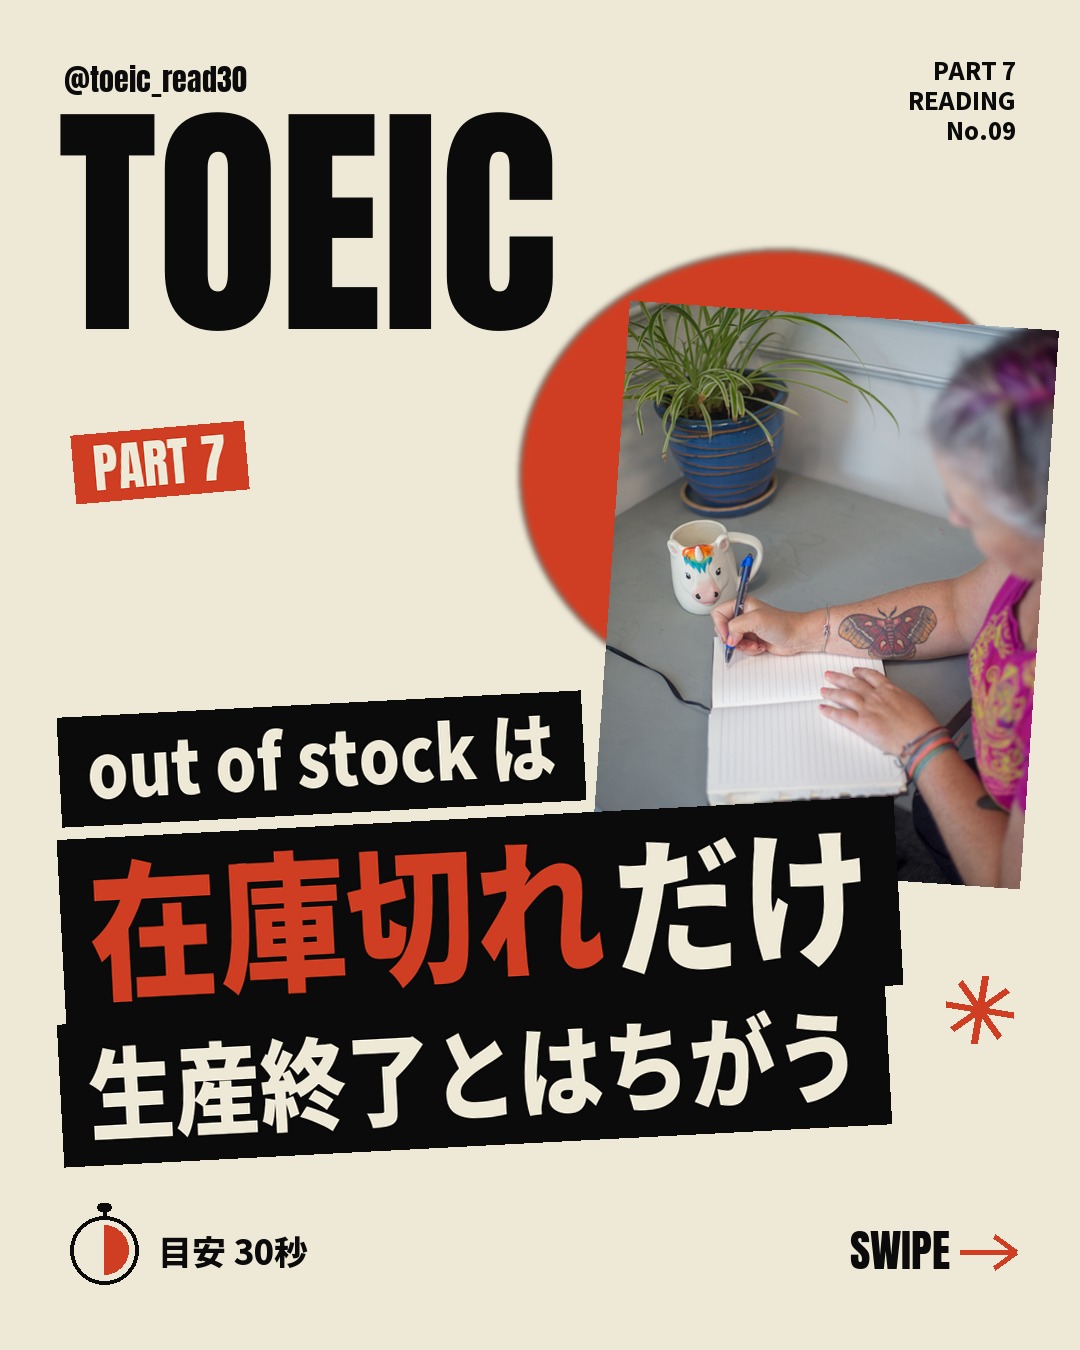 @toeic_read30
TOEIC
PART 7
READING
No.09
PART 7
out of stock は
在庫切れだけ
生産終了とはちがう
目安 30秒
SWIPE